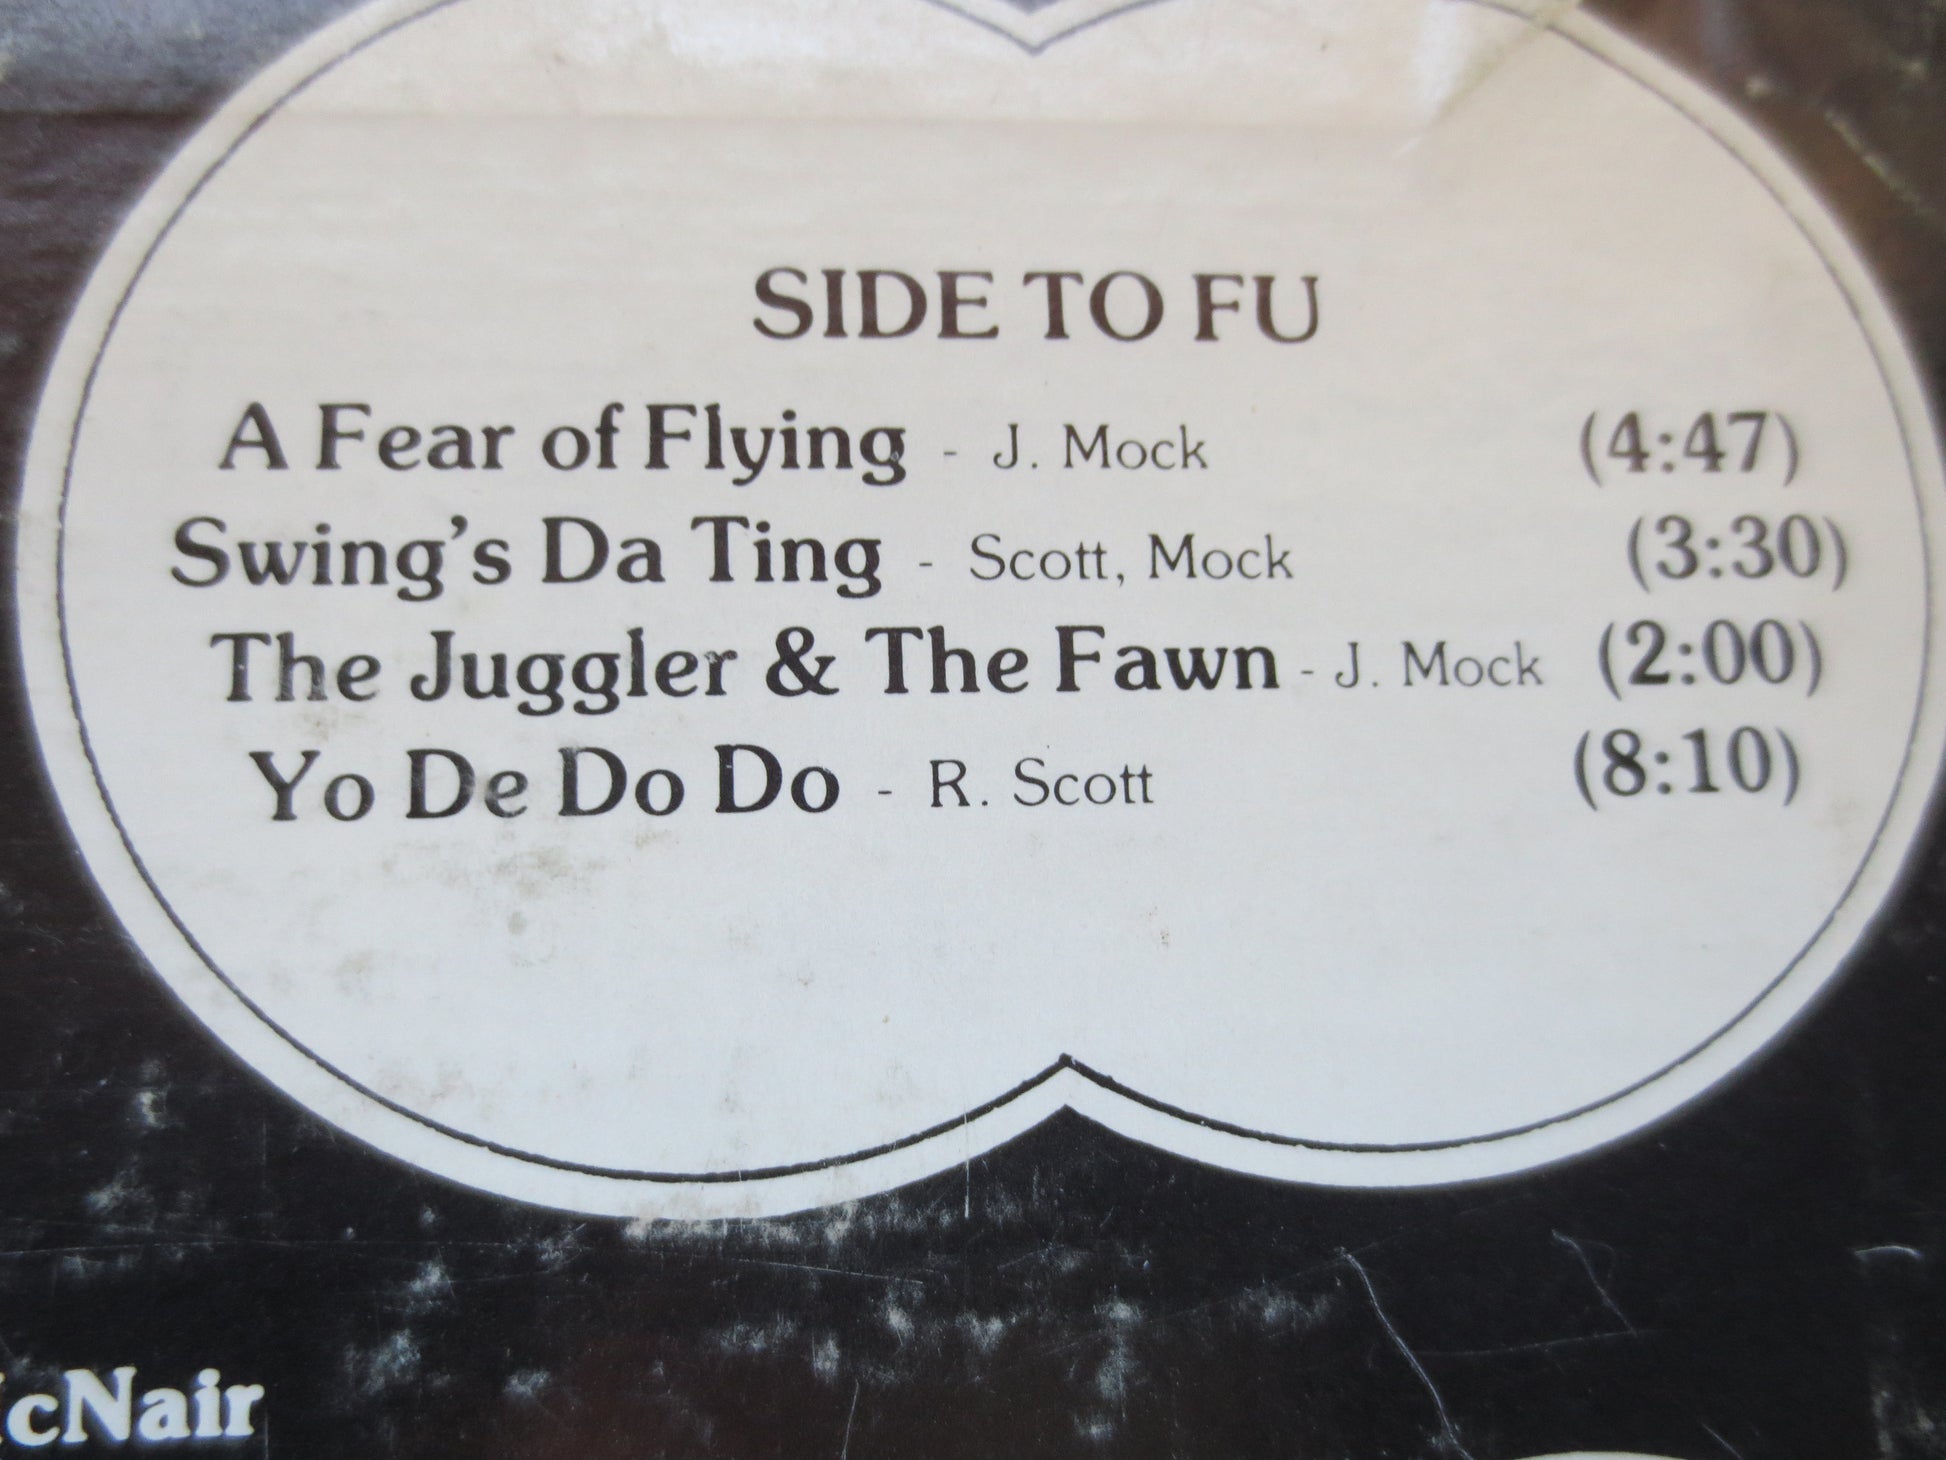 SIDE TO FU
A Fear of Flying - J. Mock (4:47)
Swing's Da Ting - Scott, Mock (3:30)
The Juggler & The Fawn - J. Mock (2:00)
Yo De Do Do - R. Scott (8:10)
cNair